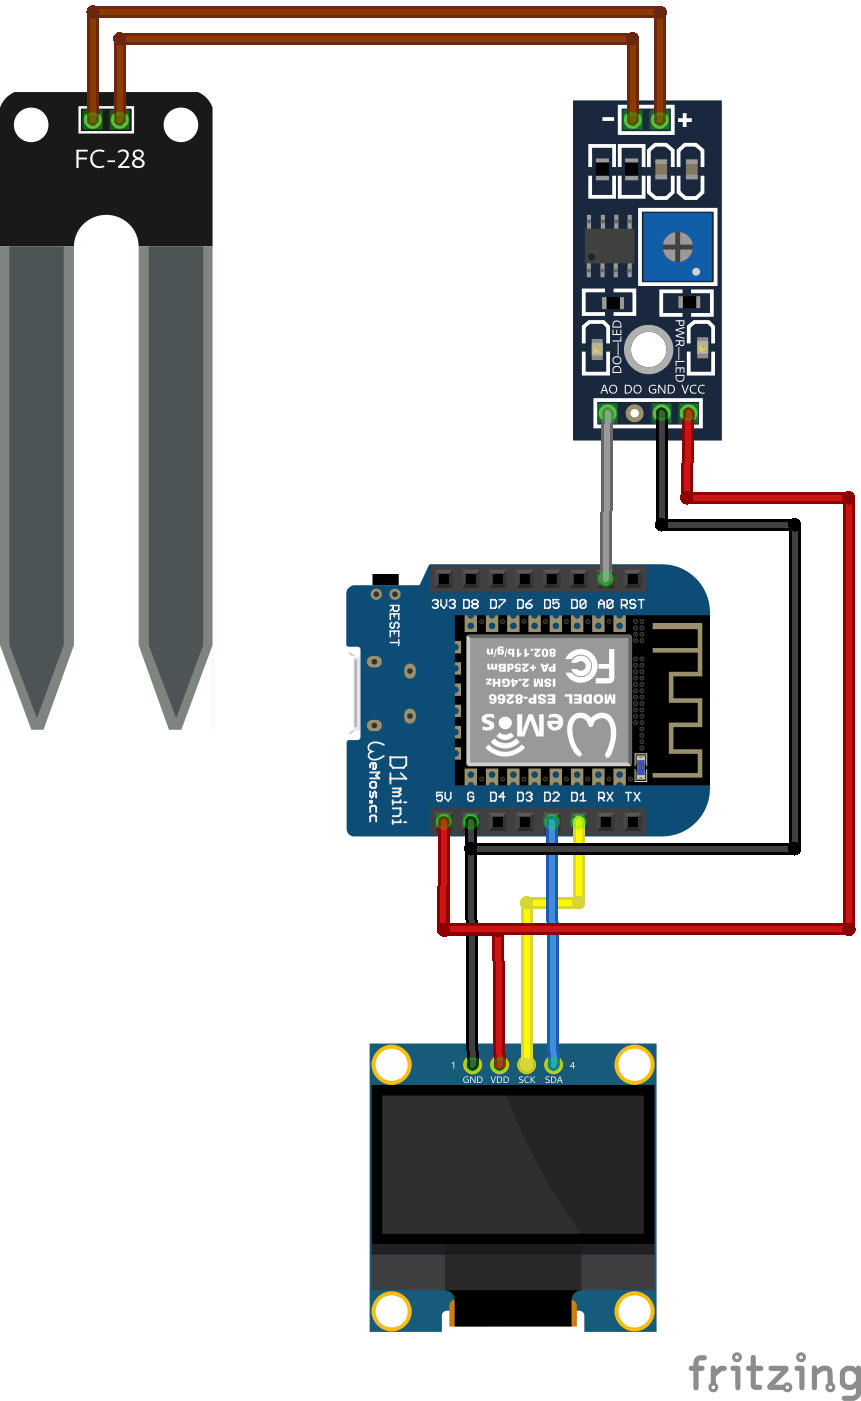 FC-28
- +
DO-LED
PWR-LED
AO DO GND VCC
3V3 D8 D7 D6 D5 D0 A0 RST
RESET
802.11b/g/n
PA +25dBm
ISM 2.4GHz
MODEL ESP-8266
FC
WeMos
D1mini
WeMos.cc
5V G D4 D3 D2 D1 RX TX
1 4
GND VDD SCK SDA
fritzing